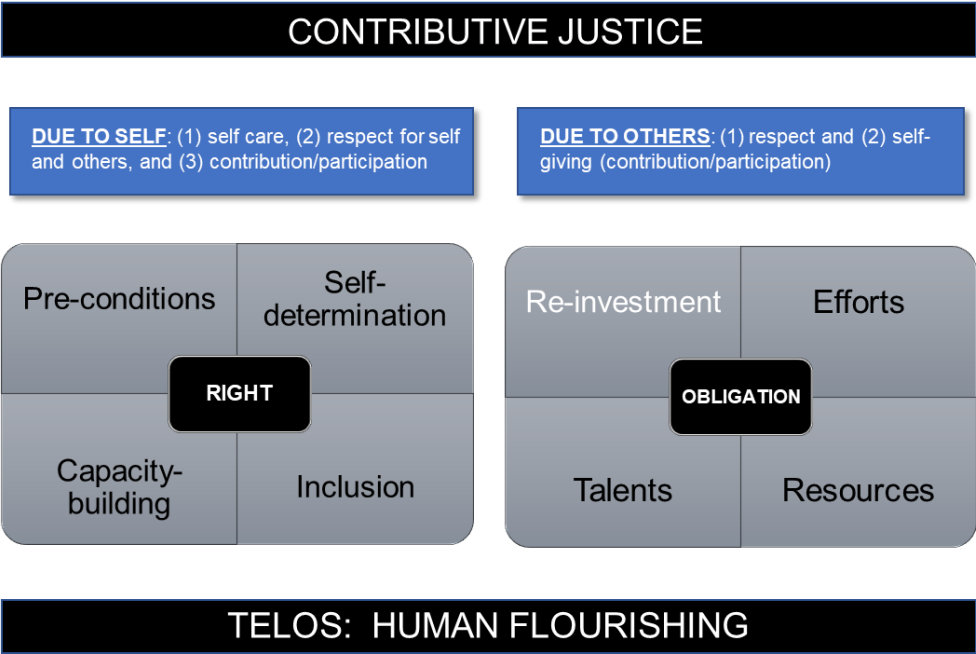 CONTRIBUTIVE JUSTICE
DUE TO SELF: (1) self care, (2) respect for self
and others, and (3) contribution/participation
DUE TO OTHERS: (1) respect and (2) self-
giving (contribution/participation)
Pre-conditions
Self-
determination
RIGHT
Capacity-
building
Inclusion
Re-investment
Efforts
OBLIGATION
Talents
Resources
TELOS: HUMAN FLOURISHING